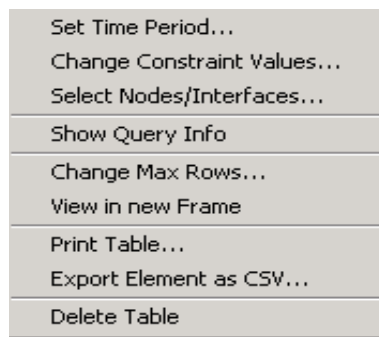 Set Time Period...
Change Constraint Values...
Select Nodes/Interfaces...
Show Query Info
Change Max Rows...
View in new Frame
Print Table...
Export Element as CSV...
Delete Table